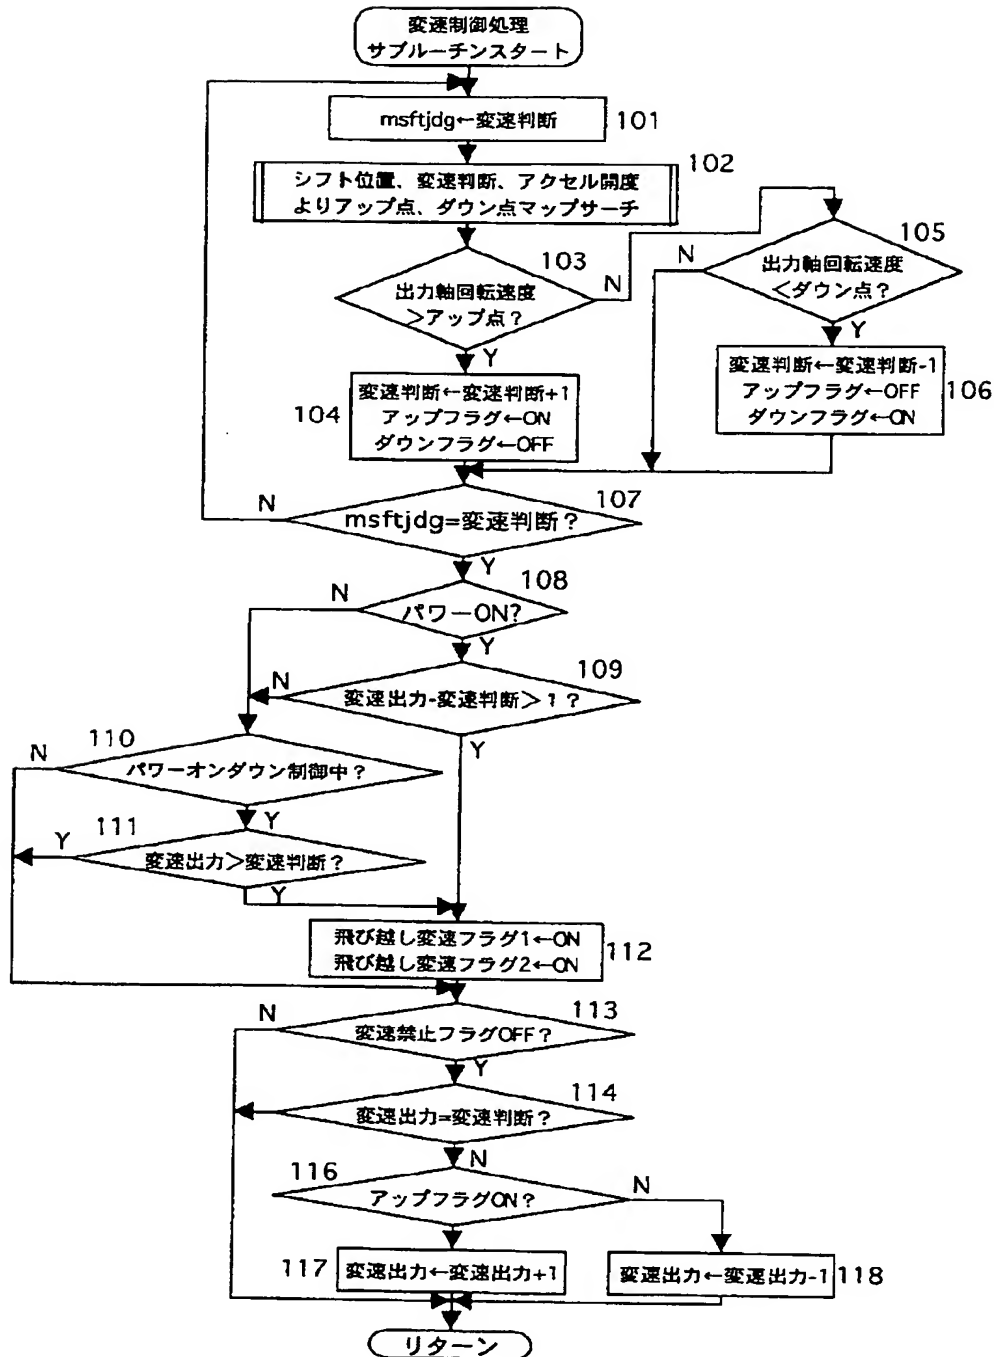 変速制御処理
サブルーチンスタート
msftjdg←変速判断
101
102
シフト位置、変速判断、アクセル開度
よりアップ点、ダウン点マップサーチ
103
出力軸回転速度
>アップ点?
N
Y
105
出力軸回転速度
<ダウン点?
N
Y
104
変速判断←変速判断+1
アップフラグ←ON
ダウンフラグ←OFF
変速判断←変速判断-1
アップフラグ←OFF
ダウンフラグ←ON
106
107
msftjdg=変速判断?
N
Y
108
パワーON?
N
Y
109
変速出力-変速判断>1?
N
Y
110
パワーオンダウン制御中?
N
Y
111
変速出力>変速判断?
Y
Y
飛び越し変速フラグ1←ON
飛び越し変速フラグ2←ON
112
113
変速禁止フラグOFF?
N
Y
114
変速出力=変速判断?
N
116
アップフラグON?
N
117
変速出力←変速出力+1
変速出力←変速出力-1
118
リターン